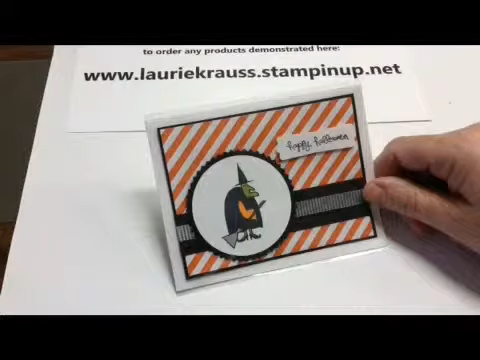 to order any products demonstrated here:
www.lauriekrauss.stampinup.net
happy halloween